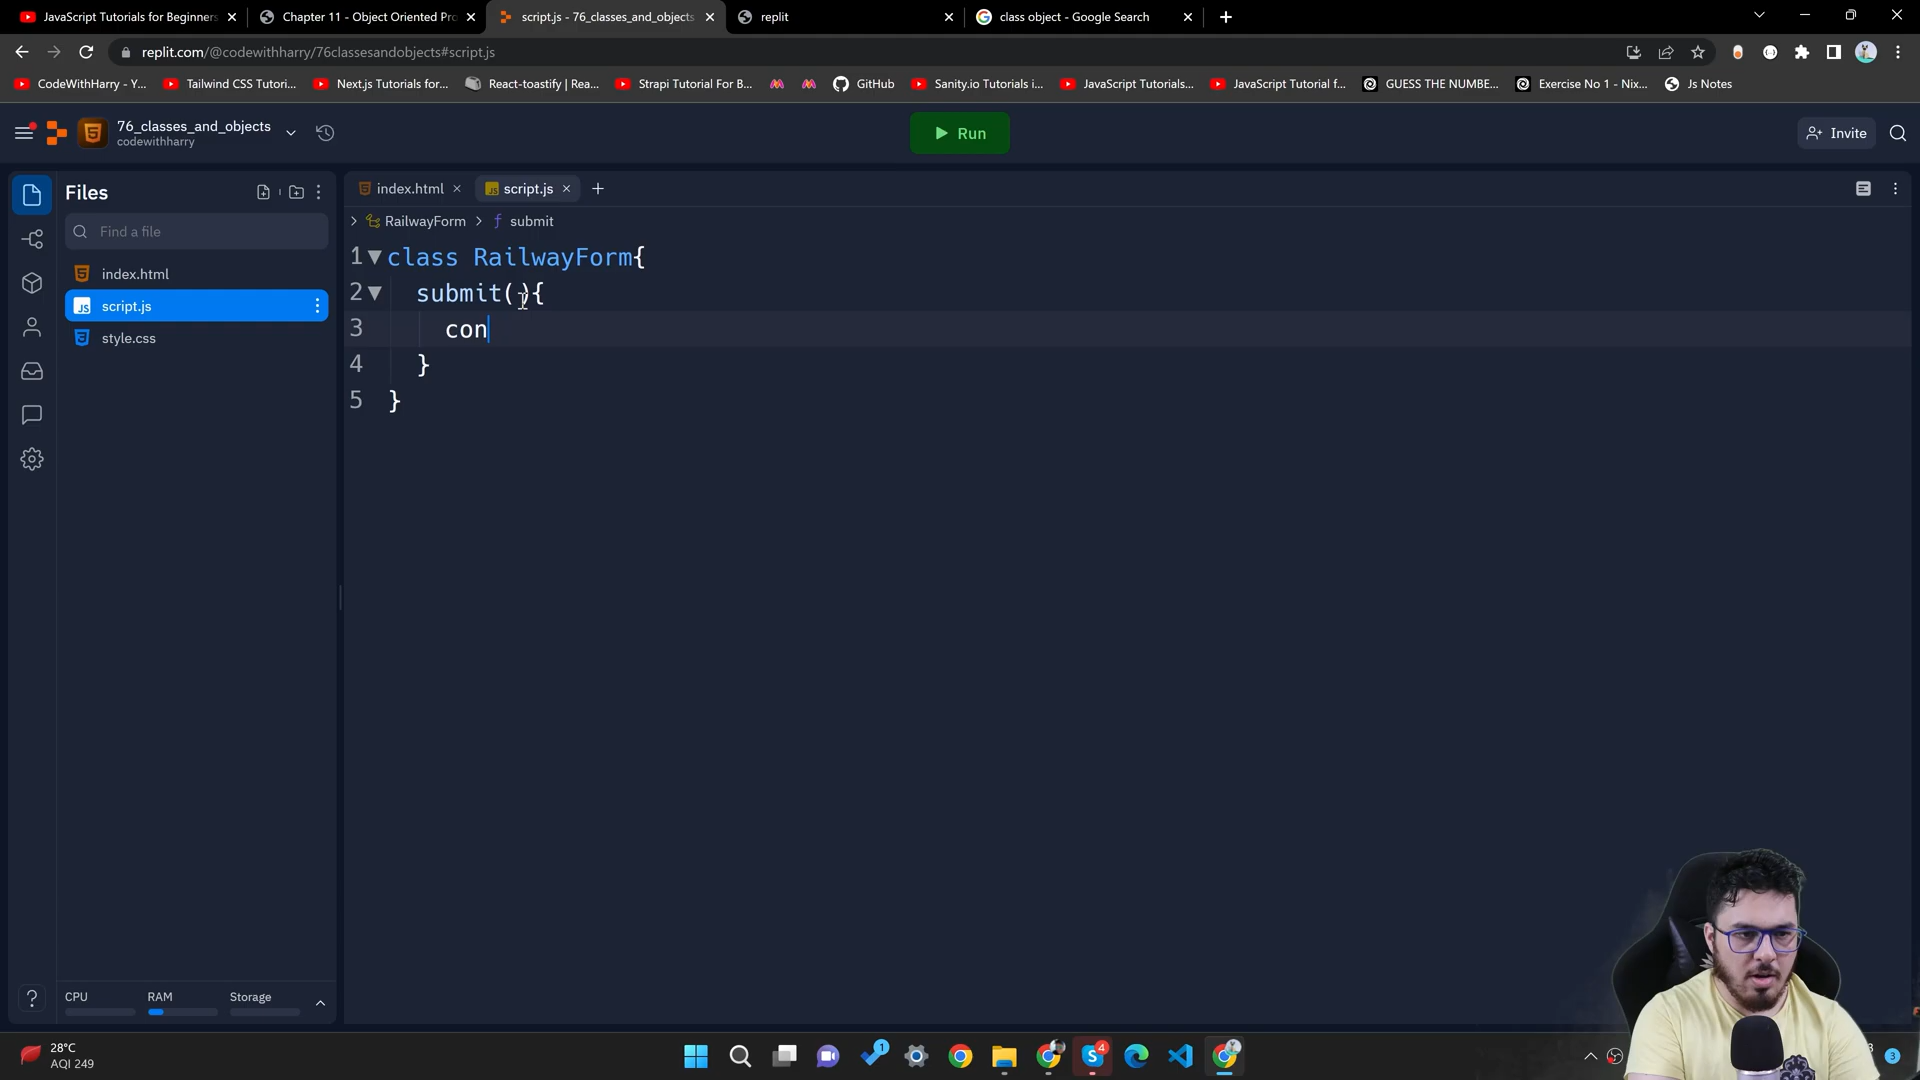 JavaScript Tutorials for Beginners
Chapter 11 - Object Oriented Pro
script.js - 76_classes_and_objects
replit
class object - Google Search
replit.com/@codewithharry/76classesandobjects#script.js
CodeWithHarry - Y...
Tailwind CSS Tutori...
Next.js Tutorials for...
React-toastify | Rea...
Strapi Tutorial For B...
GitHub
Sanity.io Tutorials i...
JavaScript Tutorials...
JavaScript Tutorial f...
GUESS THE NUMBE...
Exercise No 1 - Nix...
Js Notes
76_classes_and_objects
codewithharry
Run
Invite
Files
Find a file
index.html
script.js
style.css
index.html
script.js
RailwayForm
submit
1 class RailwayForm{
2 submit(){
3 con
4 }
5 }
CPU
RAM
Storage
28°C
AQI 249
1
4
3